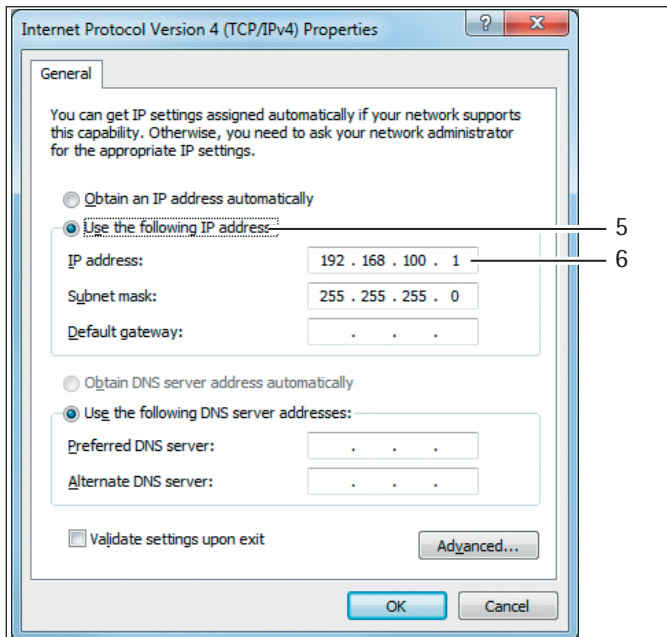 Internet Protocol Version 4 (TCP/IPv4) Properties
?
General
You can get IP settings assigned automatically if your network supports
this capability. Otherwise, you need to ask your network administrator
for the appropriate IP settings.
Obtain an IP address automatically
Use the following IP address: 5
IP address: 192 . 168 . 100 . 1 6
Subnet mask: 255 . 255 . 255 . 0
Default gateway: . . .
Obtain DNS server address automatically
Use the following DNS server addresses:
Preferred DNS server: . . .
Alternate DNS server: . . .
Validate settings upon exit
Advanced...
OK Cancel